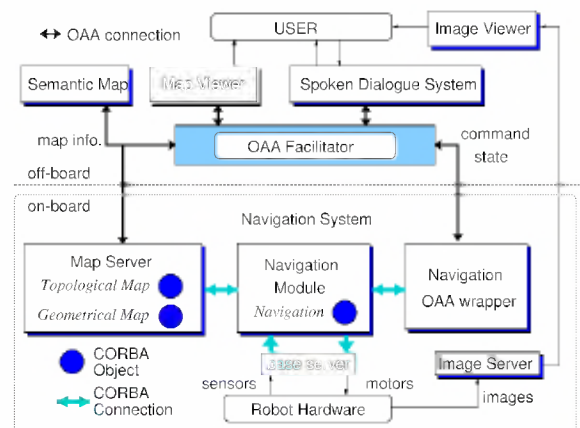 USER
Image Viewer
OAA connection
Semantic Map
Map Viewer
Spoken Dialogue System
map info.
OAA Facilitator
command
state
off-board
on-board
Navigation System
Map Server
Topological Map
Geometrical Map
Navigation
Module
Navigation
Navigation
OAA wrapper
CORBA
Object
CORBA
Connection
server
Image Server
sensors
motors
images
Robot Hardware